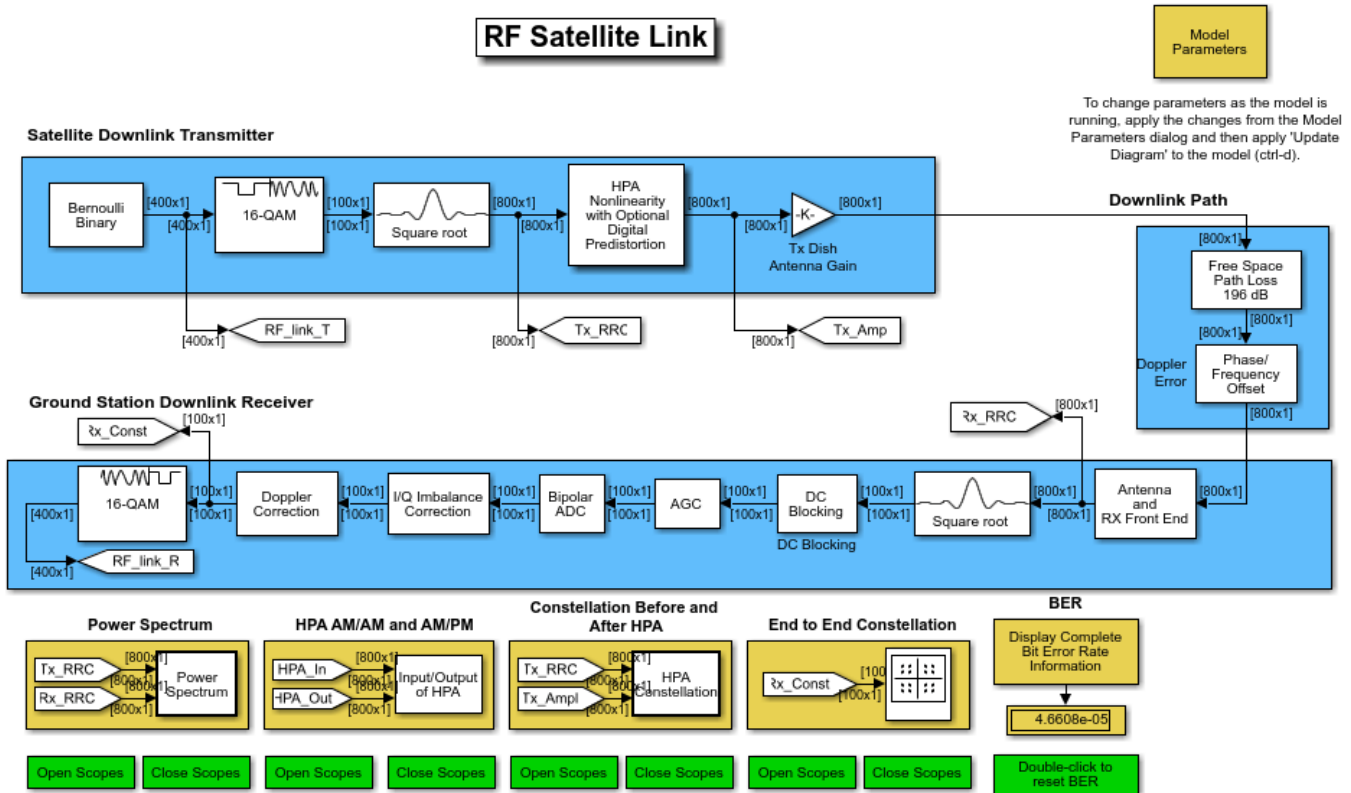 RF Satellite Link
Model
Parameters
To change parameters as the model is
running, apply the changes from the Model
Parameters dialog and then apply 'Update
Diagram' to the model (ctrl-d).
Satellite Downlink Transmitter
Bernoulli
Binary
[400x1]
[400x1]
16-QAM
[100x1]
[100x1]
Square root
[800x1]
[800x1]
HPA
Nonlinearity
with Optional
Digital
Predistortion
[800x1]
[800x1]
-K-
Tx Dish
Antenna Gain
[800x1]
[400x1]
RF_link_T
[800x1]
Tx_RRC
[800x1]
Tx_Amp
Downlink Path
[800x1]
Free Space
Path Loss
196 dB
[800x1]
[800x1]
Doppler
Error
Phase/
Frequency
Offset
[800x1]
Ground Station Downlink Receiver
Rx_Const
[100x1]
Rx_RRC
[800x1]
[400x1]
16-QAM
[100x1]
[100x1]
Doppler
Correction
[100x1]
[100x1]
I/Q Imbalance
Correction
[100x1]
[100x1]
Bipolar
ADC
[100x1]
[100x1]
AGC
[100x1]
[100x1]
DC
Blocking
DC Blocking
[100x1]
[100x1]
Square root
[800x1]
[800x1]
Antenna
and
RX Front End
[800x1]
[400x1]
RF_link_R
Power Spectrum
Tx_RRC
[800x1]
[800x1]
Rx_RRC
[800x1]
[800x1]
Power
Spectrum
Open Scopes
Close Scopes
HPA AM/AM and AM/PM
HPA_In
[800x1]
[800x1]
HPA_Out
[800x1]
[800x1]
Input/Output
of HPA
Open Scopes
Close Scopes
Constellation Before and
After HPA
Tx_RRC
[800x1]
[800x1]
Tx_Ampl
[800x1]
[800x1]
HPA
Constellation
Open Scopes
Close Scopes
End to End Constellation
Rx_Const
[100
[100x1]
Open Scopes
Close Scopes
BER
Display Complete
Bit Error Rate
Information
4.6608e-05
Double-click to
reset BER